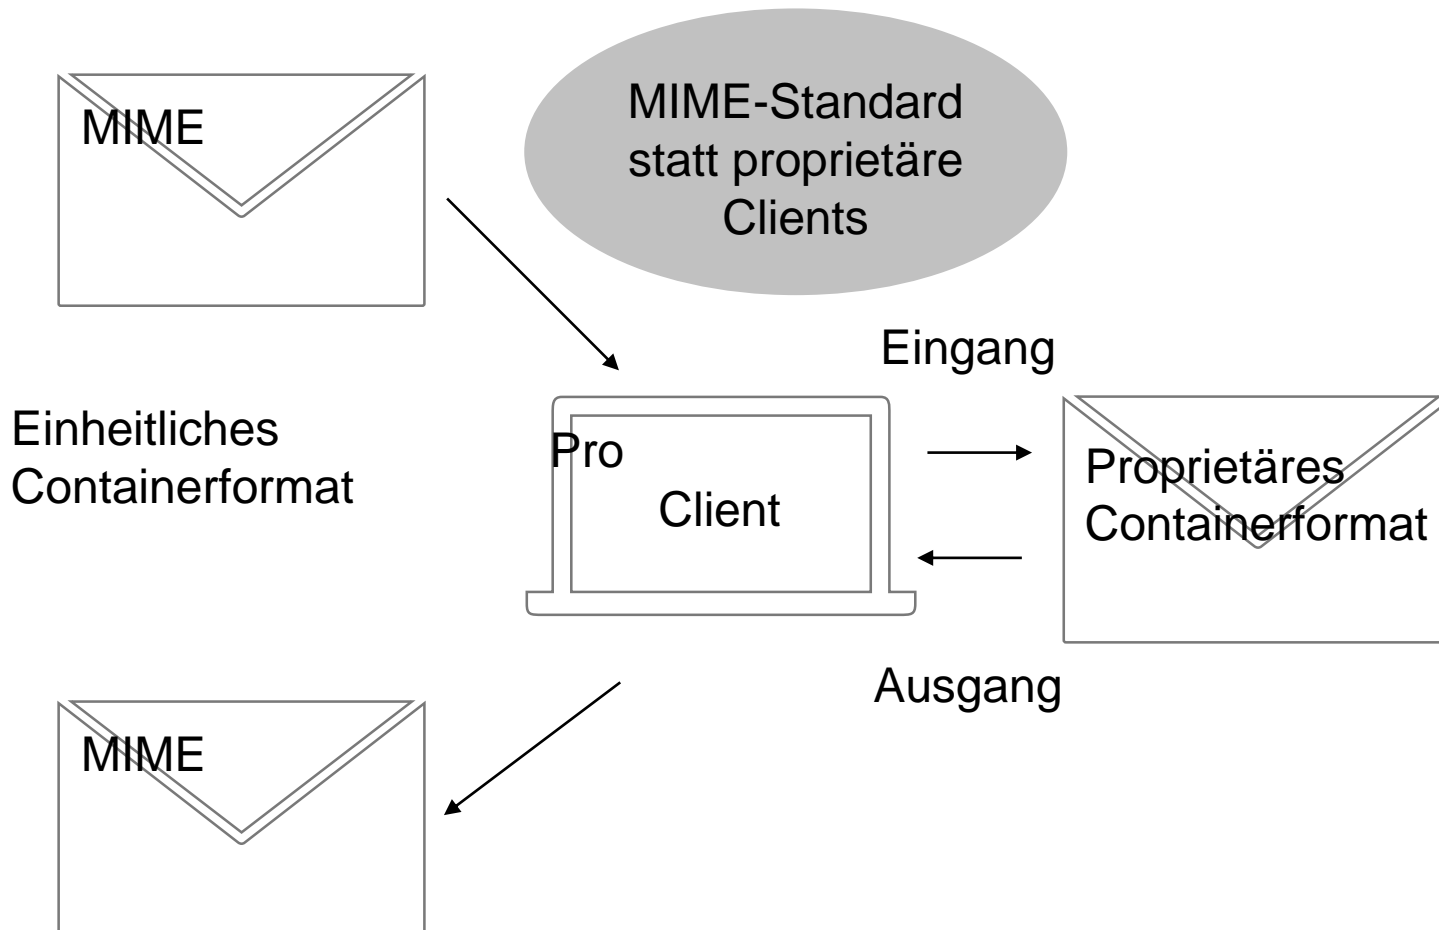 MIME
MIME-Standard
statt proprietäre
Clients
Eingang
Einheitliches
Containerformat
Pro
Client
Proprietäres
Containerformat
Ausgang
MIME